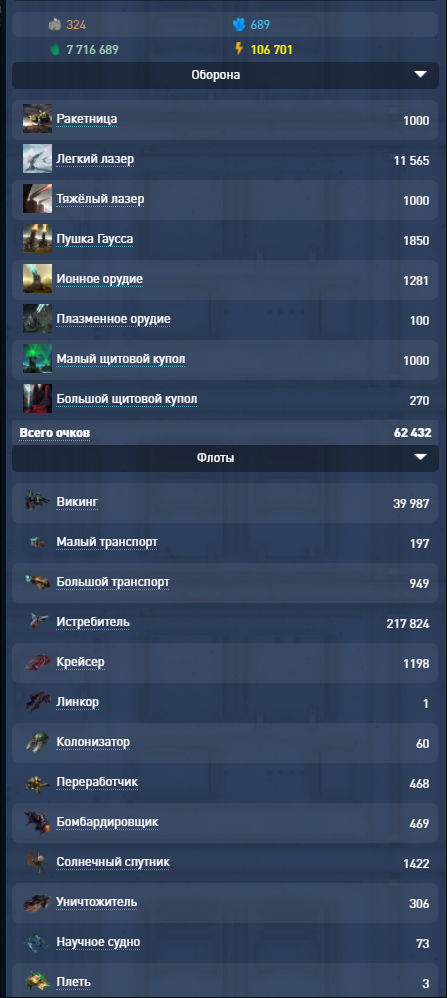 324 689
7 716 689 106 701
Оборона
Ракетница 1000
Легкий лазер 11 565
Тяжёлый лазер 1000
Пушка Гаусса 1850
Ионное орудие 1281
Плазменное орудие 100
Малый щитовой купол 1000
Большой щитовой купол 270
Всего очков 62 432
Флоты
Викинг 39 987
Малый транспорт 197
Большой транспорт 949
Истребитель 217 824
Крейсер 1198
Линкор 1
Колонизатор 60
Переработчик 468
Бомбардировщик 469
Солнечный спутник 1422
Уничтожитель 306
Научное судно 73
Плеть 3